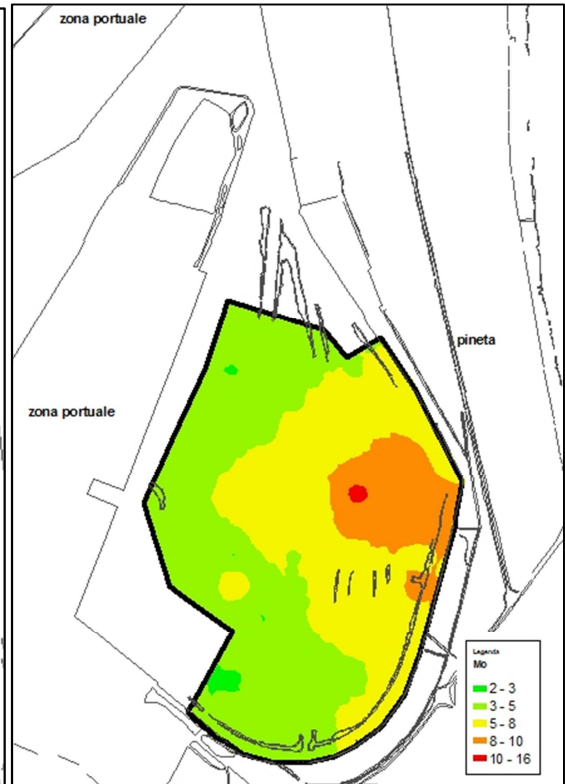 zona portuale
pineta
zona portuale
Legenda
Mo
2 - 3
3 - 5
5 - 8
8 - 10
10 - 16